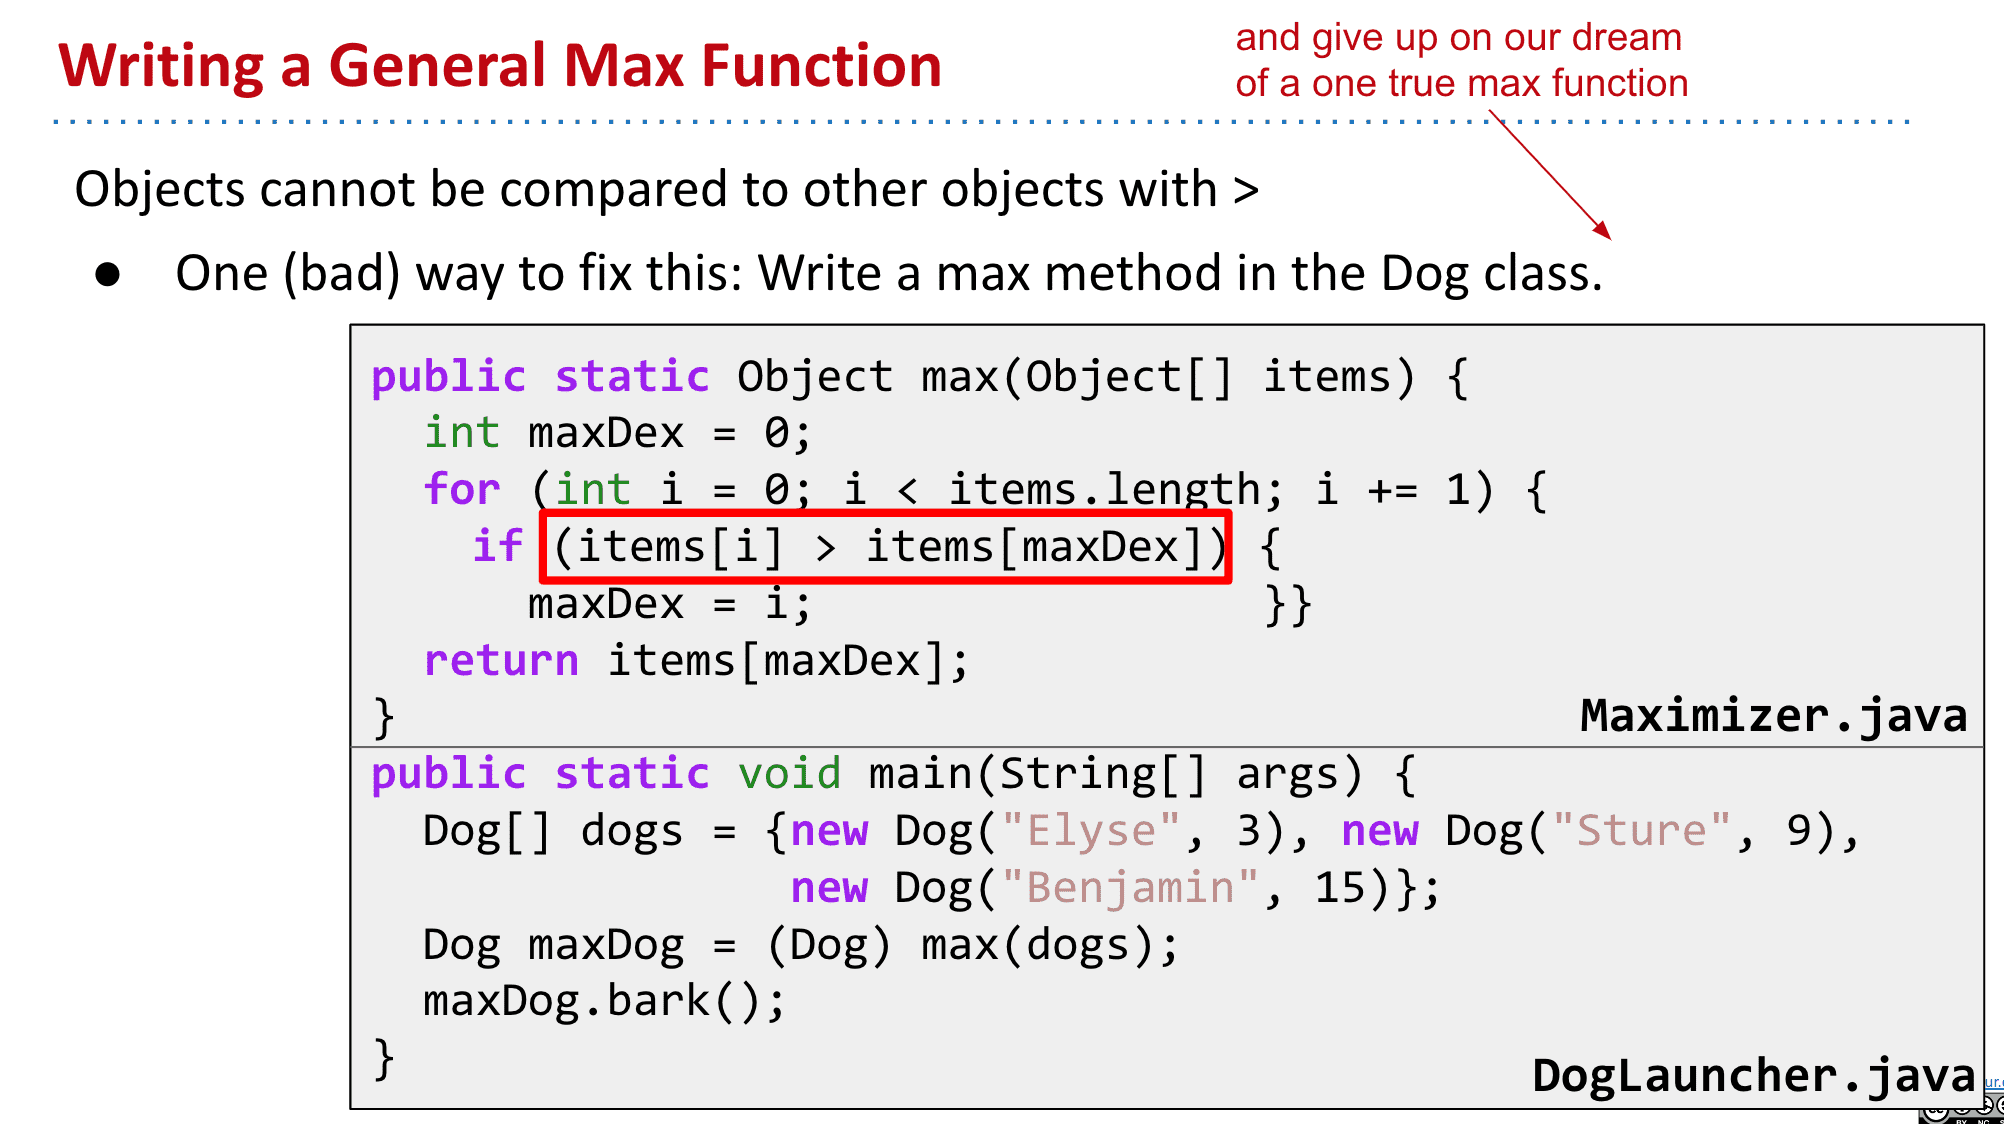 Writing a General Max Function
and give up on our dream
of a one true max function
Objects cannot be compared to other objects with >
● One (bad) way to fix this: Write a max method in the Dog class.
public static Object max(Object[] items) {
int maxDex = 0;
for (int i = 0; i < items.length; i += 1) {
if (items[i] > items[maxDex]) {
maxDex = i; }}
return items[maxDex];
}
Maximizer.java
public static void main(String[] args) {
Dog[] dogs = {new Dog("Elyse", 3), new Dog("Sture", 9),
new Dog("Benjamin", 15)};
Dog maxDog = (Dog) max(dogs);
maxDog.bark();
}
DogLauncher.java